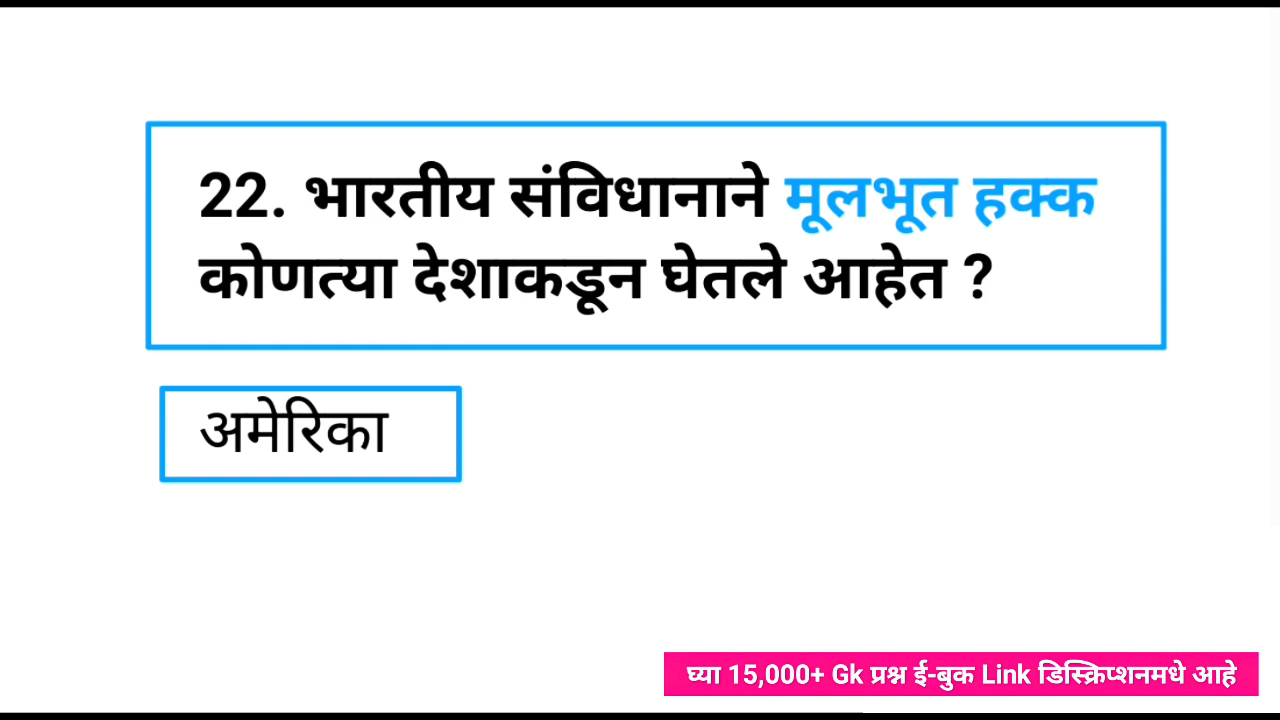 22. भारतीय संविधानाने मूलभूत हक्क
कोणत्या देशाकडून घेतले आहेत ?
अमेरिका
घ्या 15,000+ Gk प्रश्न ई-बुक Link डिस्क्रिप्शनमधे आहे